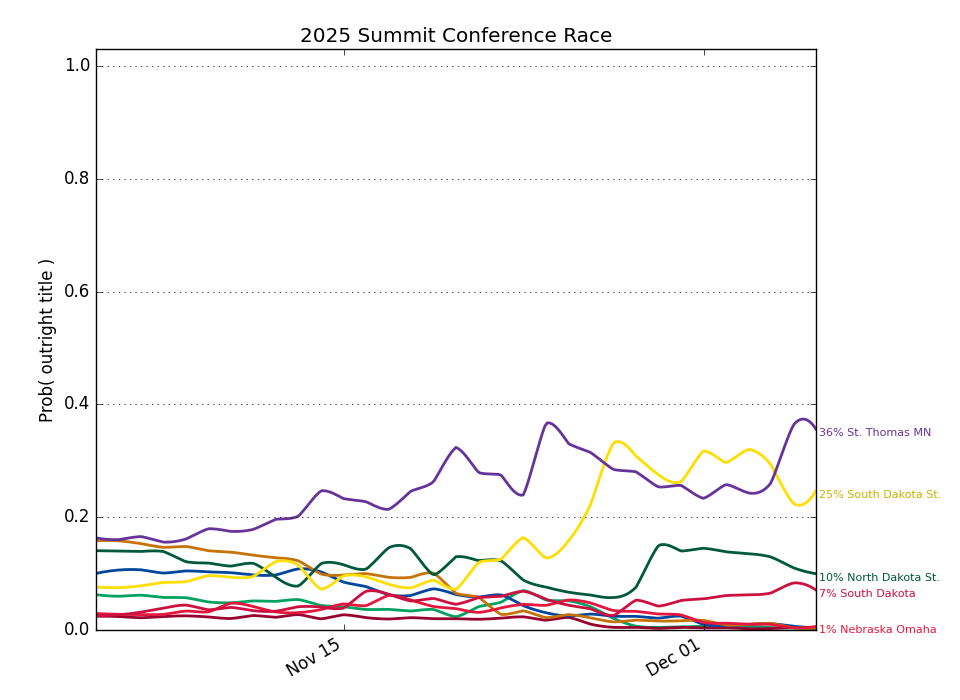 2025 Summit Conference Race
Prob( outright title )
1.0
0.8
0.6
0.4
0.2
0.0
Nov 15
Dec 01
36% St. Thomas MN
25% South Dakota St.
10% North Dakota St.
7% South Dakota
1% Nebraska Omaha